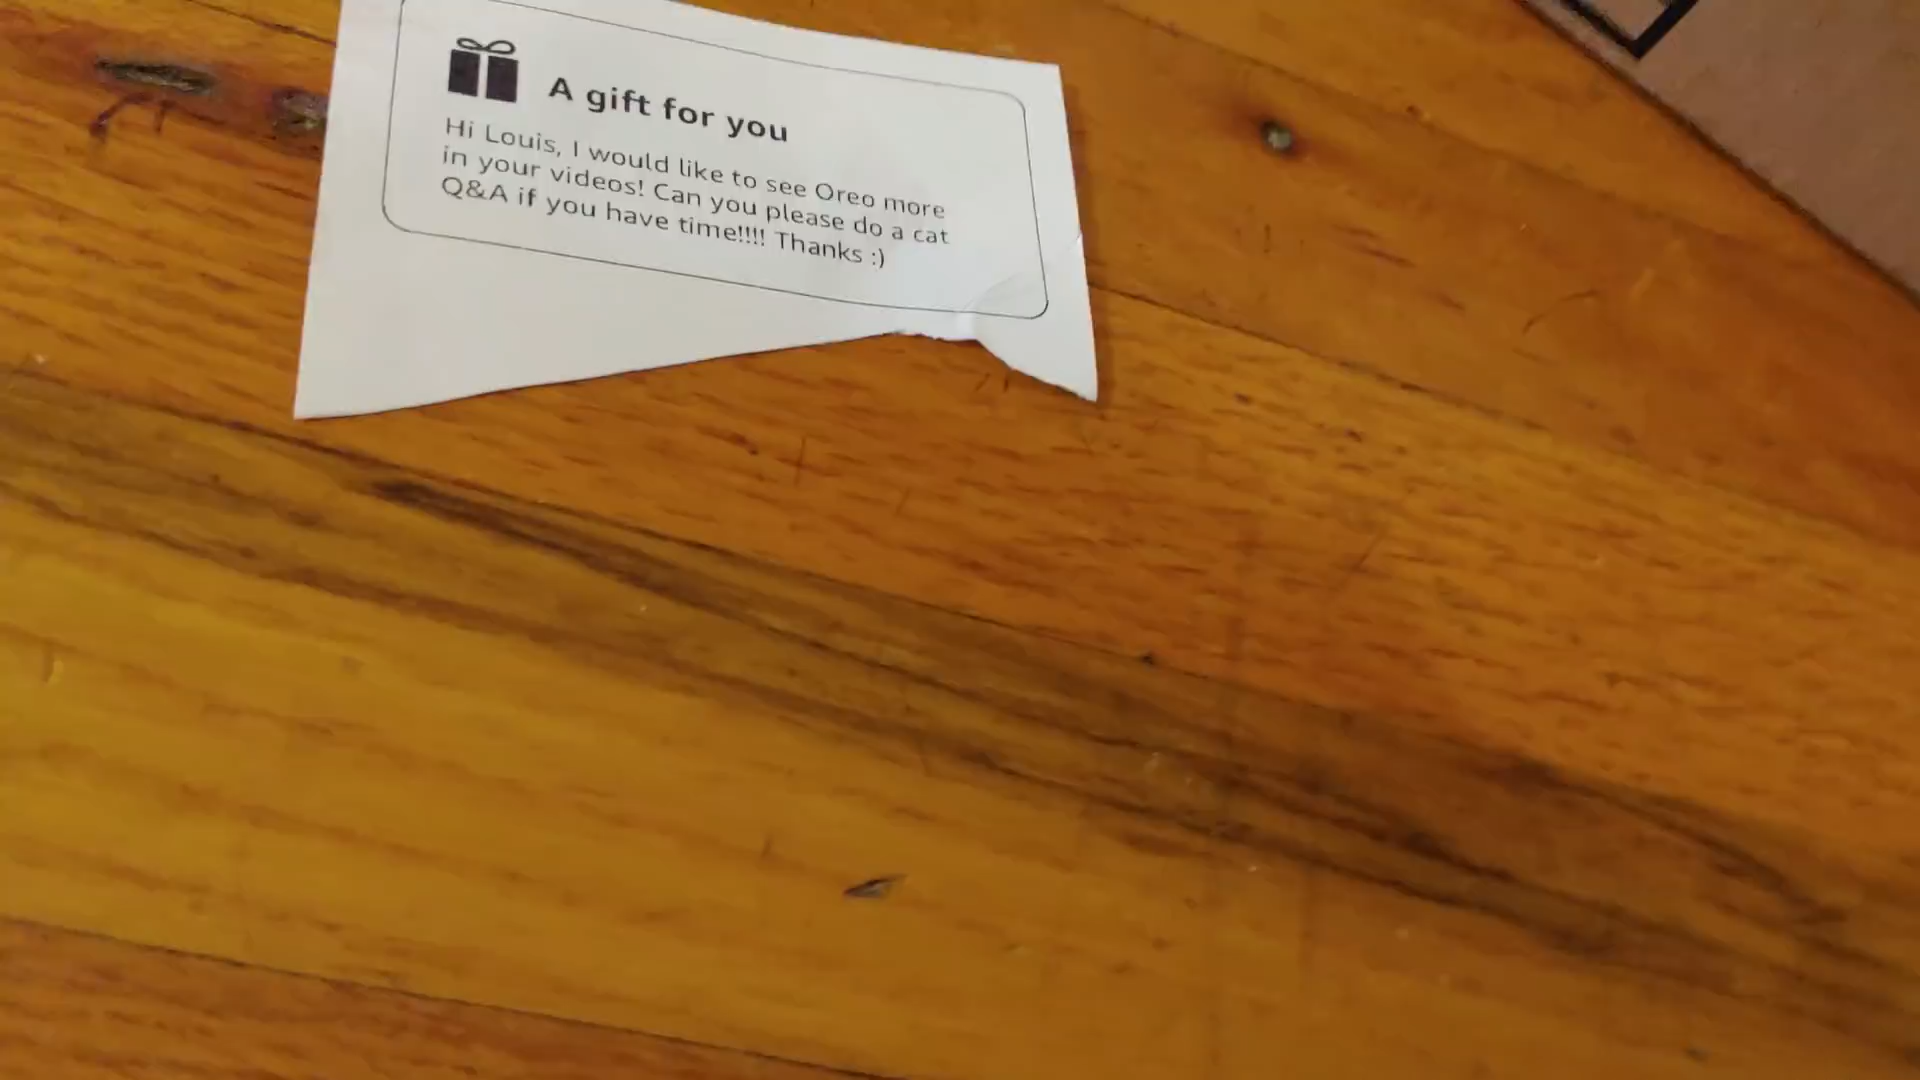 A gift for you
Hi Louis, I would like to see Oreo more
in your videos! Can you please do a cat
Q&A if you have time!!!! Thanks :)